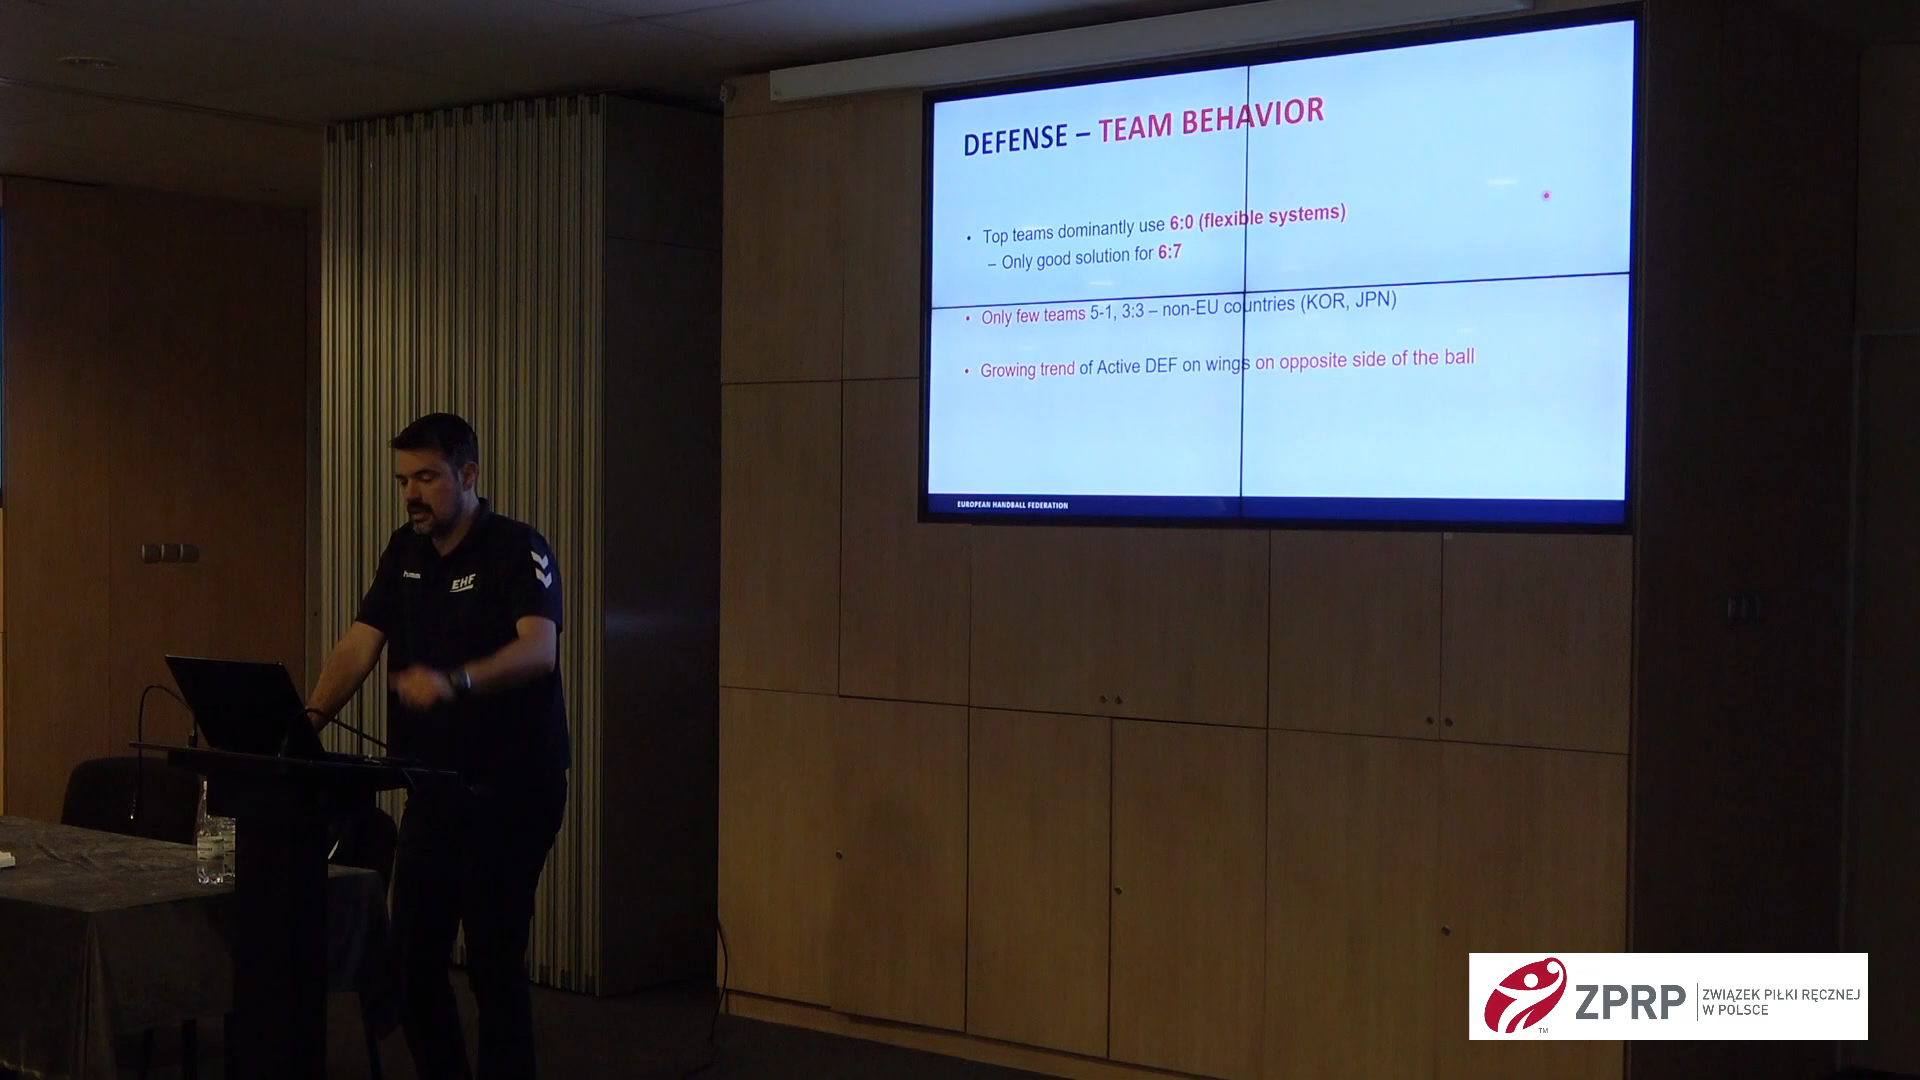 DEFENSE – TEAM BEHAVIOR
• Top teams dominantly use 6:0 (flexible systems)
– Only good solution for 6:7
• Only few teams 5-1, 3:3 – non-EU countries (KOR, JPN)
• Growing trend of Active DEF on wings on opposite side of the ball
EUROPEAN HANDBALL FEDERATION
EHF
ZPRP
ZWIĄZEK PIŁKI RĘCZNEJ
W POLSCE
TM